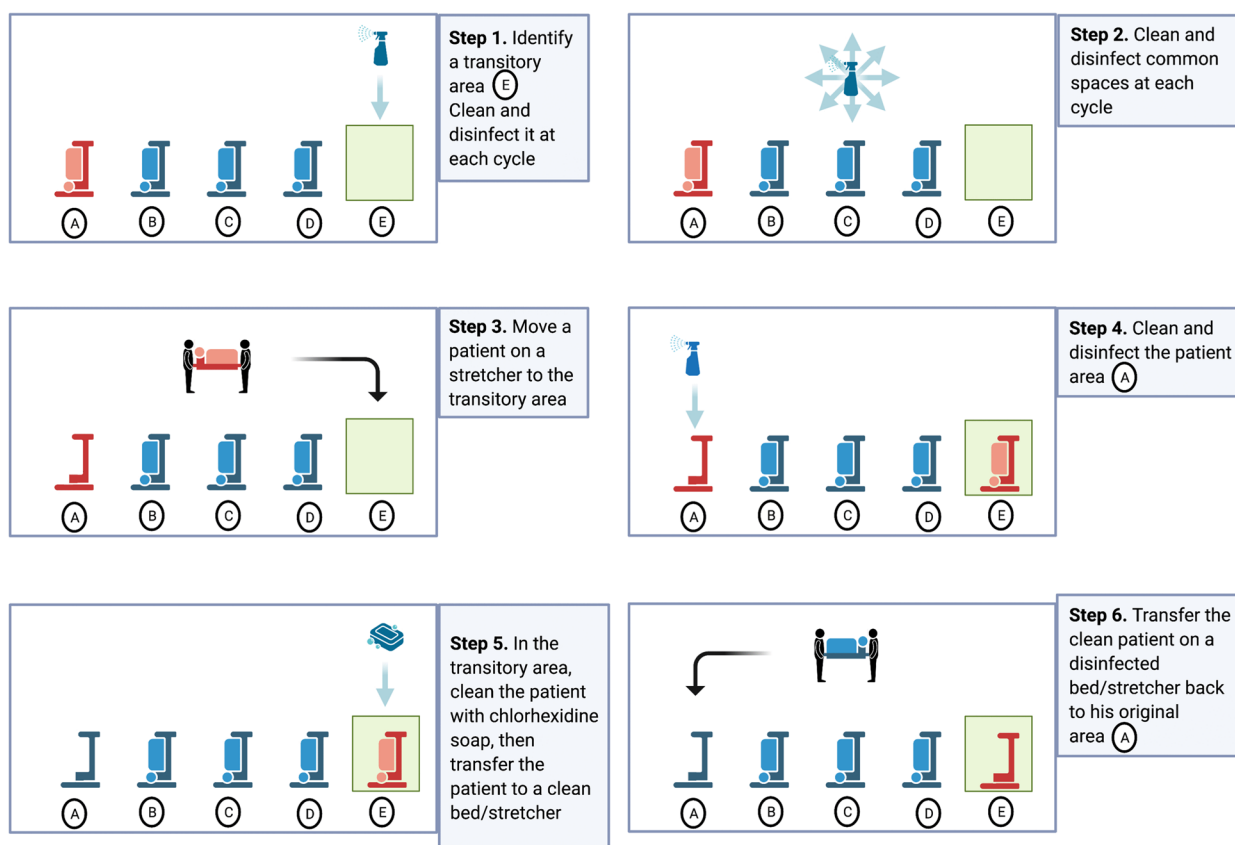 Step 1. Identify
a transitory
area E
Clean and
disinfect it at
each cycle
A B C D E
Step 2. Clean and
disinfect common
spaces at each
cycle
A B C D E
Step 3. Move a
patient on a
stretcher to the
transitory area
A B C D E
Step 4. Clean and
disinfect the patient
area A
A B C D E
Step 5. In the
transitory area,
clean the patient
with chlorhexidine
soap, then
transfer the
patient to a clean
bed/stretcher
A B C D E
Step 6. Transfer the
clean patient on a
disinfected
bed/stretcher back
to his original
area A
A B C D E